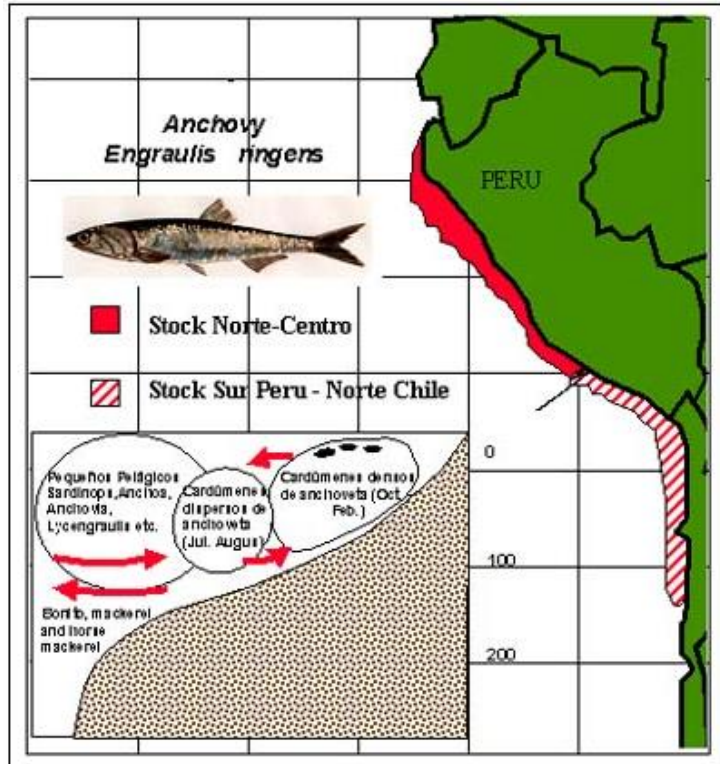 Anchovy
Engraulis ringens
PERU
Stock Norte-Centro
Stock Sur Peru - Norte Chile
Pequeños Pelágicos
Sardinops, Anchos,
Anchovia,
Lycengraulis etc.
Cardúmenes
dispersos de
anchoveta
(Jul. Augus)
Cardúmenes densos
de anchoveta (Oct.
Feb.)
Bonito, mackerel
and horse
mackerel
0
100
200